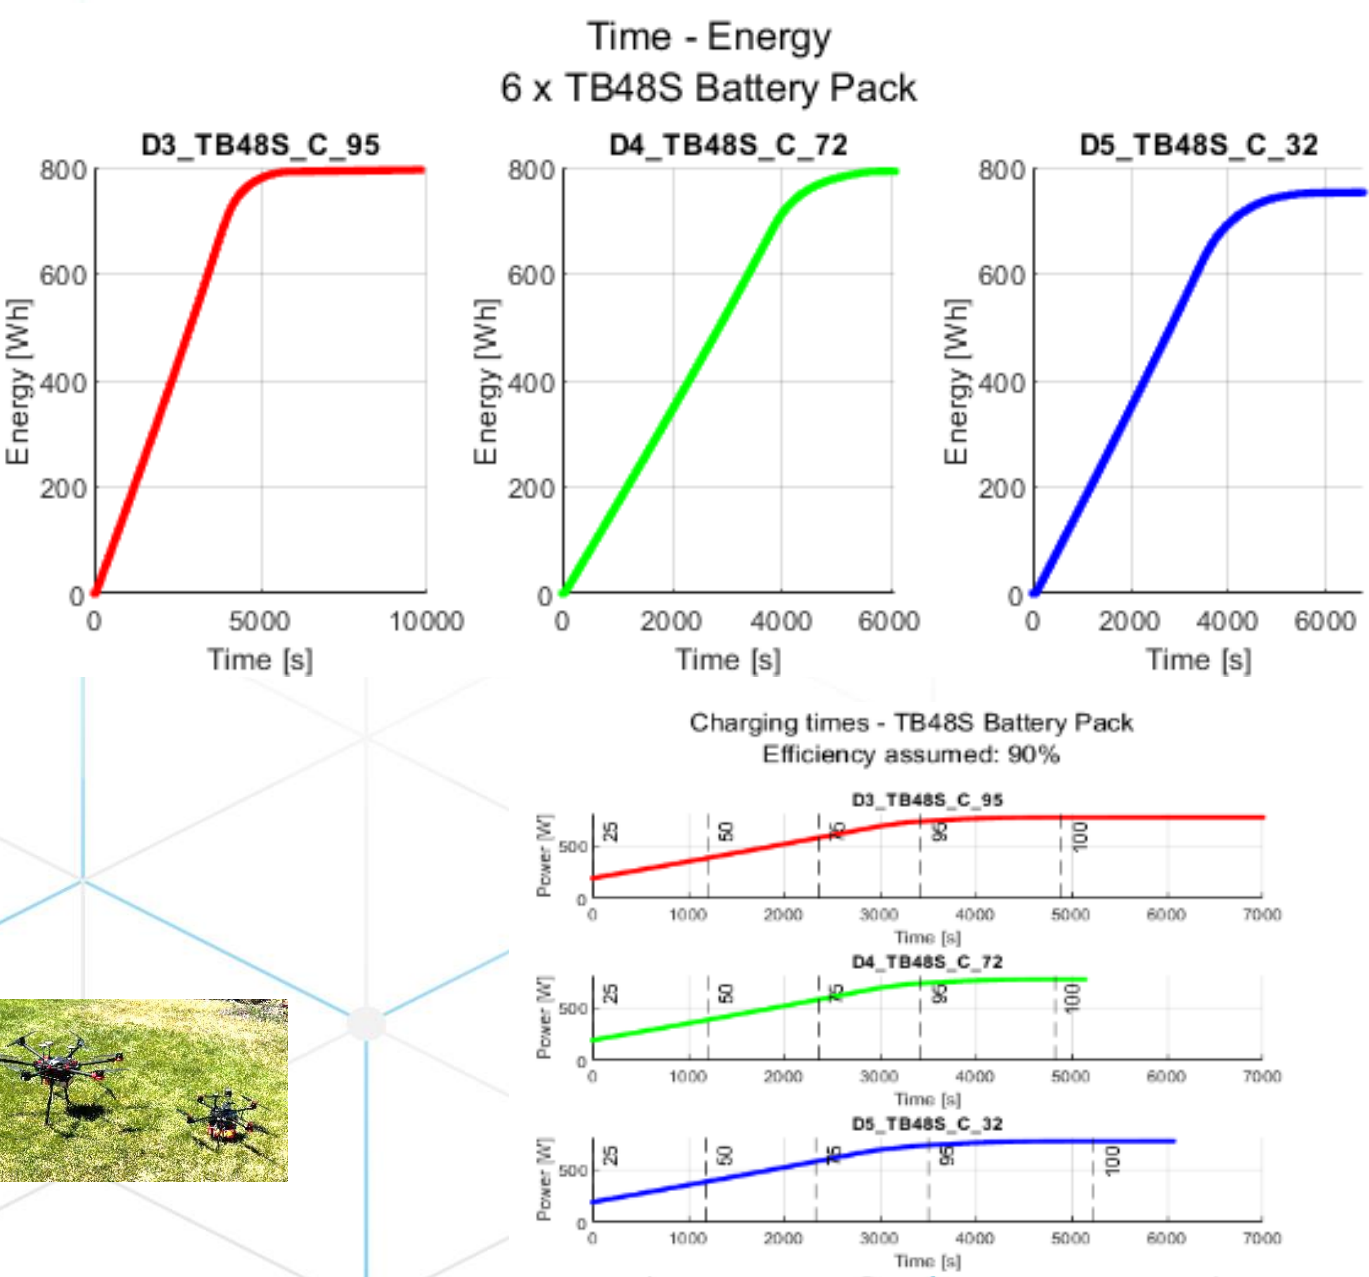 Time - Energy
6 x TB48S Battery Pack
D3_TB48S_C_95
800
600
400
200
0
Energy [Wh]
0 5000 10000
Time [s]
D4_TB48S_C_72
800
600
400
200
0
Energy [Wh]
0 2000 4000 6000
Time [s]
D5_TB48S_C_32
800
600
400
200
0
Energy [Wh]
0 2000 4000 6000
Time [s]
Charging times - TB48S Battery Pack
Efficiency assumed: 90%
D3_TB48S_C_95
Power [W]
500
0
25 50 75 95 100
0 1000 2000 3000 4000 5000 6000 7000
Time [s]
D4_TB48S_C_72
Power [W]
500
0
25 50 75 95 100
0 1000 2000 3000 4000 5000 6000 7000
Time [s]
D5_TB48S_C_32
Power [W]
500
0
25 50 75 95 100
0 1000 2000 3000 4000 5000 6000 7000
Time [s]